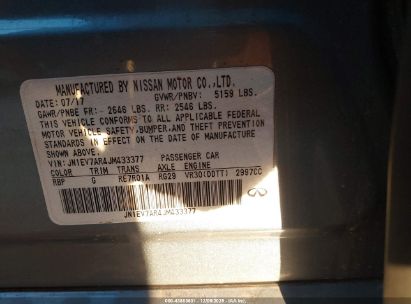 MANUFACTURED BY NISSAN MOTOR CO.,LTD.
DATE: 07/17 GVWR/PNBV: 5159 LBS.
GAWR/PNBE FR:- 2646 LBS. RR: 2546 LBS.
THIS VEHICLE CONFORMS TO ALL APPLICABLE FEDERAL
MOTOR VEHICLE SAFETY,BUMPER,AND THEFT PREVENTION
STANDARDS IN EFFECT ON THE DATE OF MANUFACTURE
SHOWN ABOVE.
VIN: JN1EV7AR4JM433377 PASSENGER CAR
COLOR TRIM TRANS AXLE ENGINE
RBP G RE7R01A RG29 VR30(DDTT) 2997CC
JN1EV7AR4JM433377